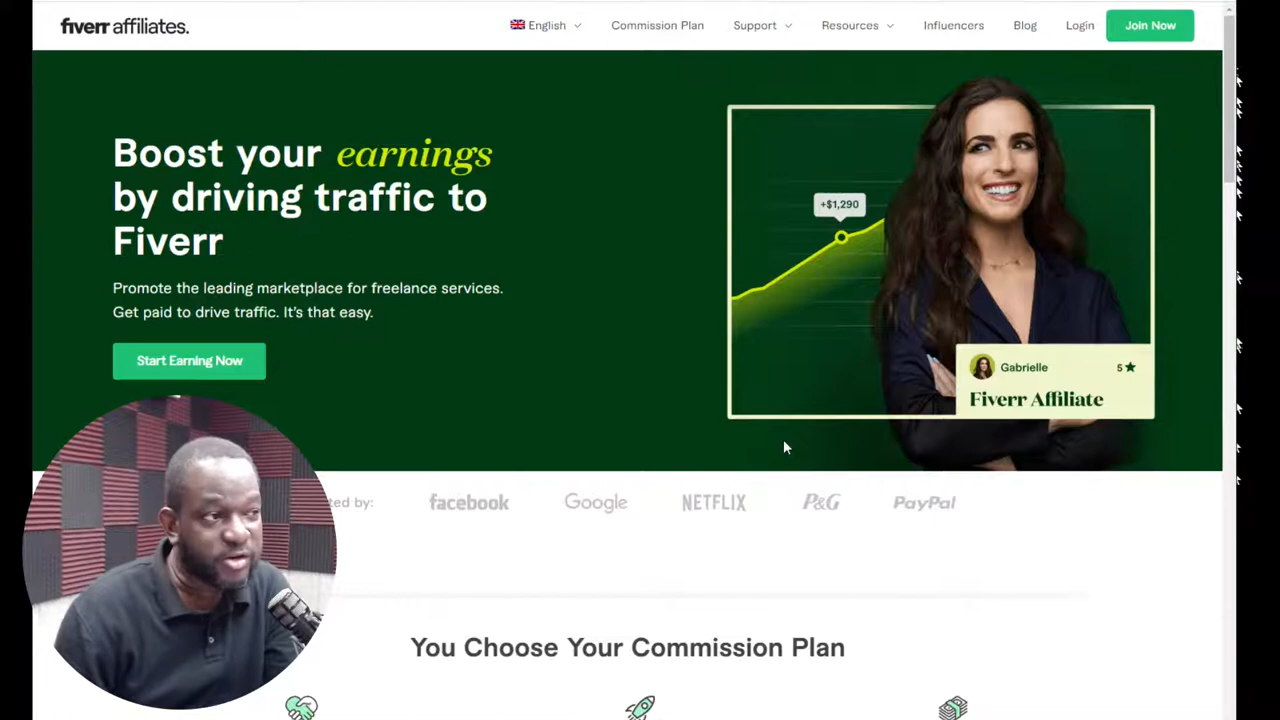 fiverr affiliates.
English
Commission Plan
Support
Resources
Influencers
Blog
Login
Join Now
Boost your earnings
by driving traffic to
Fiverr
Promote the leading marketplace for freelance services.
Get paid to drive traffic. It's that easy.
Start Earning Now
+$1,290
Gabrielle
5
Fiverr Affiliate
facebook
Google
NETFLIX
P&G
PayPal
You Choose Your Commission Plan